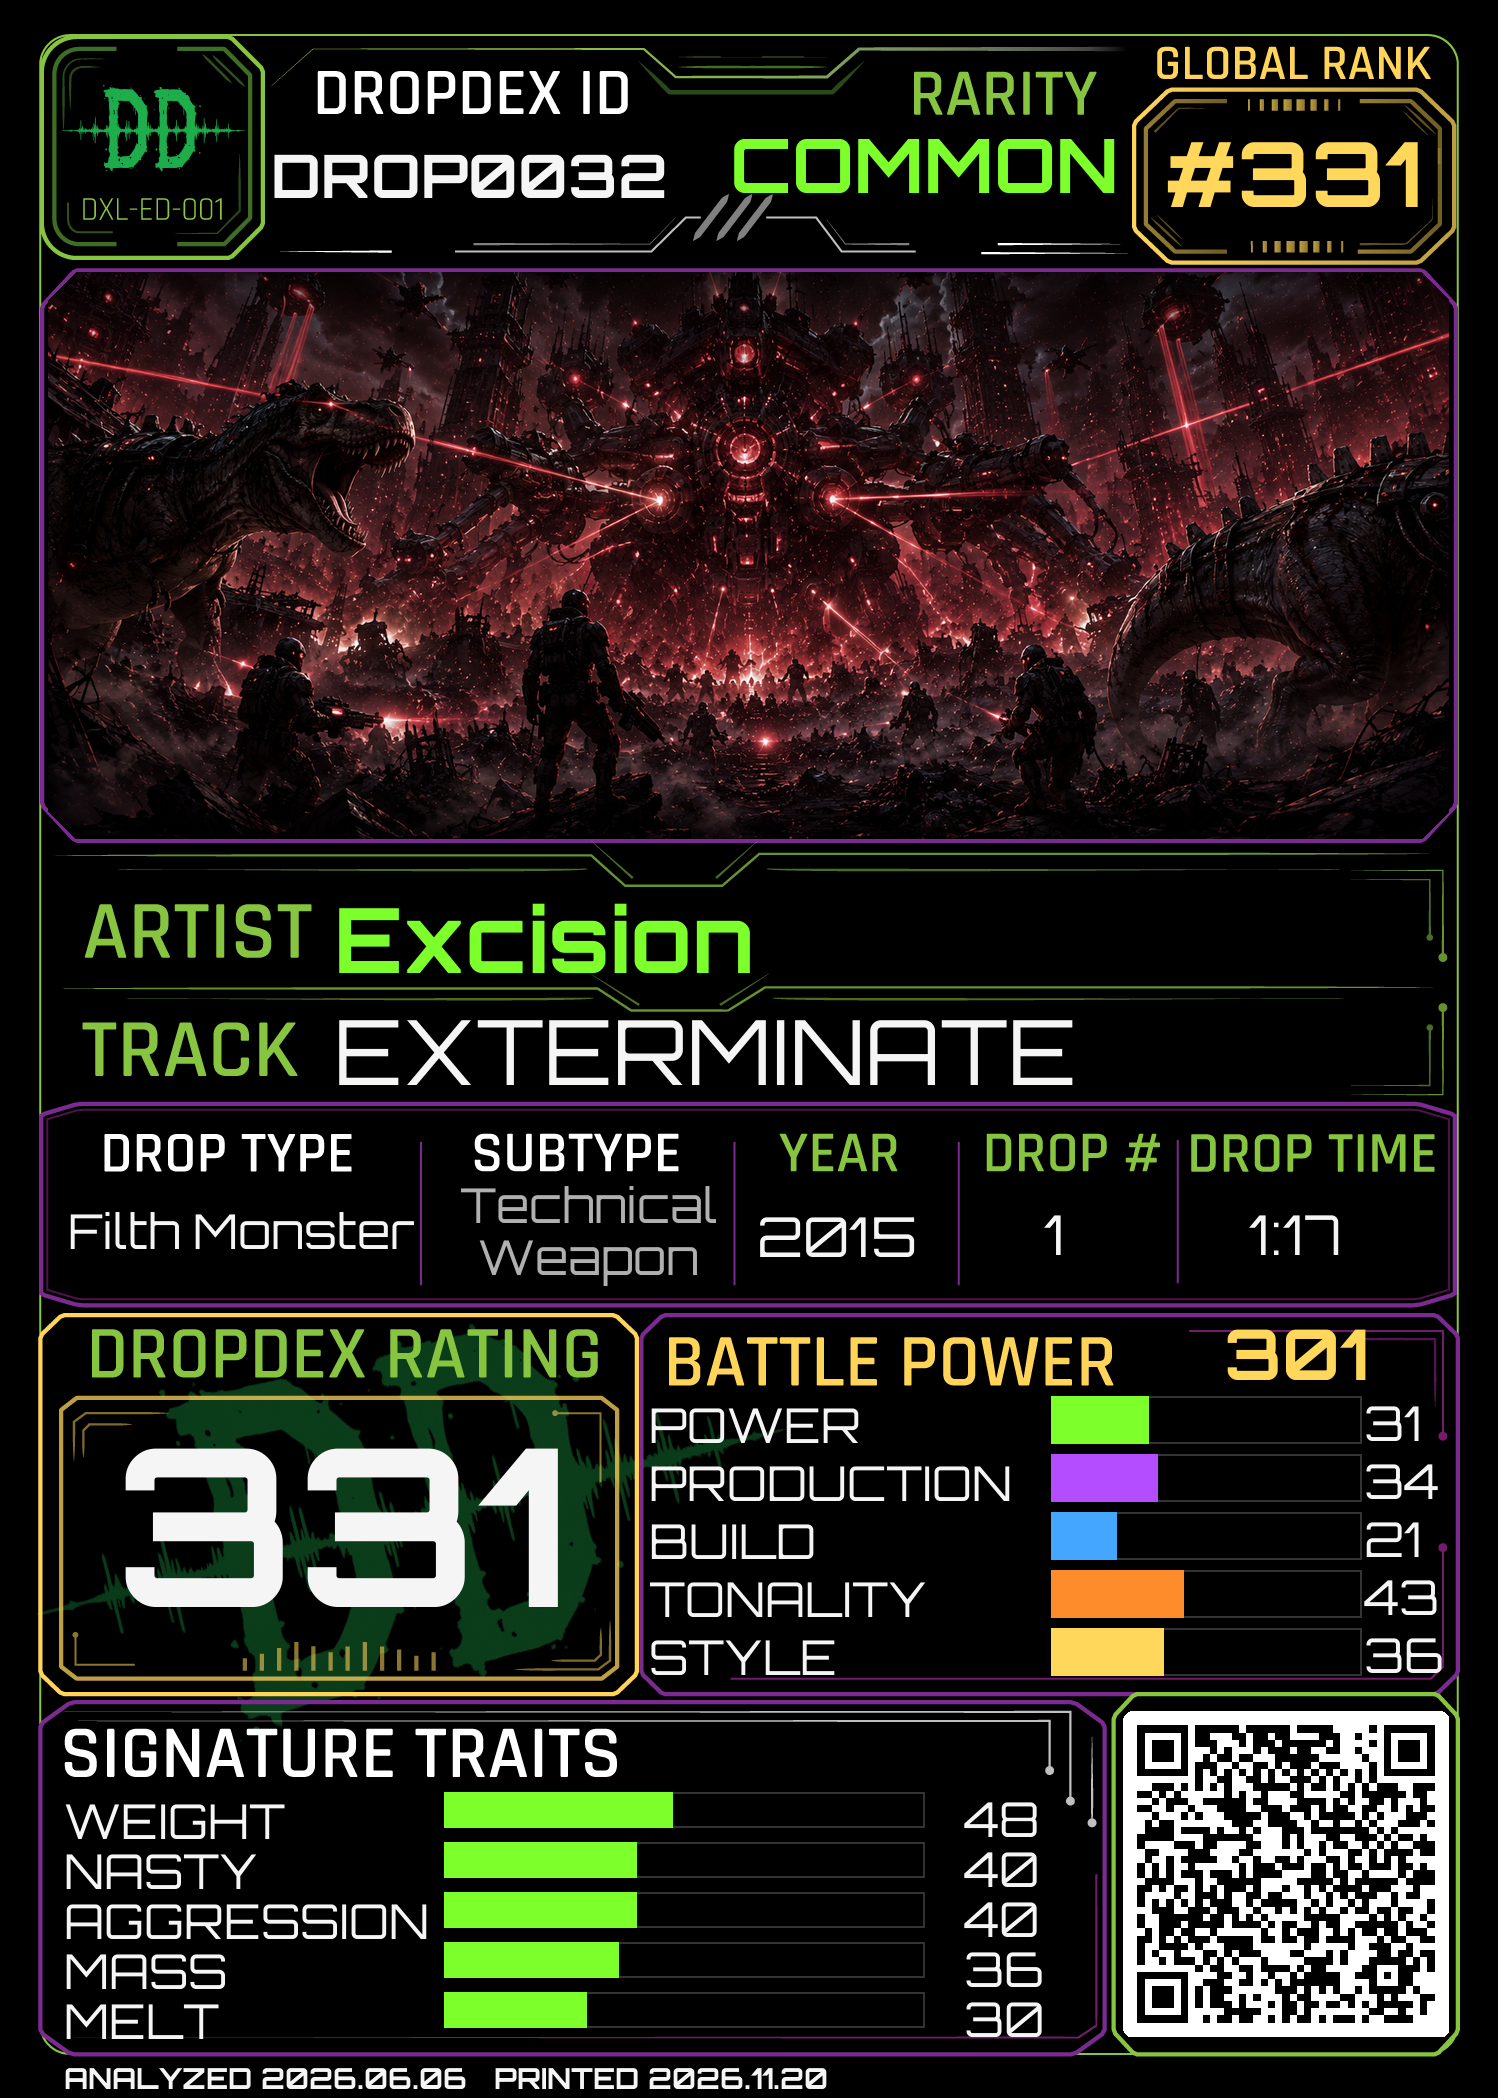 DD
DXL-ED-001
DROPDEX ID
DROP0032
RARITY
COMMON
GLOBAL RANK
#331
ARTIST Excision
TRACK EXTERMINATE
DROP TYPE
Filth Monster
SUBTYPE
Technical
Weapon
YEAR
2015
DROP #
1
DROP TIME
1:17
DROPDEX RATING
331
BATTLE POWER 301
POWER 31
PRODUCTION 34
BUILD 21
TONALITY 43
STYLE 36
SIGNATURE TRAITS
WEIGHT 48
NASTY 40
AGGRESSION 40
MASS 36
MELT 30
ANALYZED 2026.06.06 PRINTED 2026.11.20